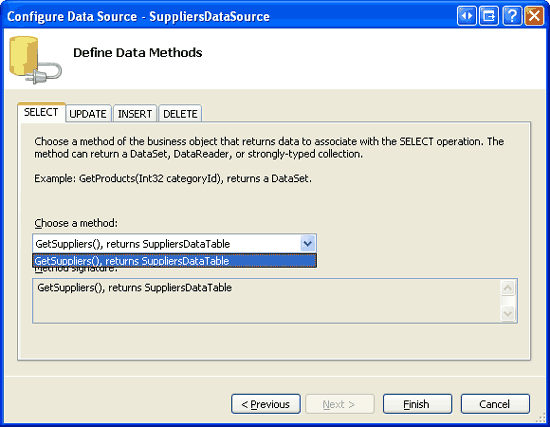 Configure Data Source - SuppliersDataSource
Define Data Methods
SELECT UPDATE INSERT DELETE
Choose a method of the business object that returns data to associate with the SELECT operation. The
method can return a DataSet, DataReader, or strongly-typed collection.
Example: GetProducts(Int32 categoryId), returns a DataSet.
Choose a method:
GetSuppliers(), returns SuppliersDataTable
GetSuppliers(), returns SuppliersDataTable
Method signature:
GetSuppliers(), returns SuppliersDataTable
< Previous Next > Finish Cancel